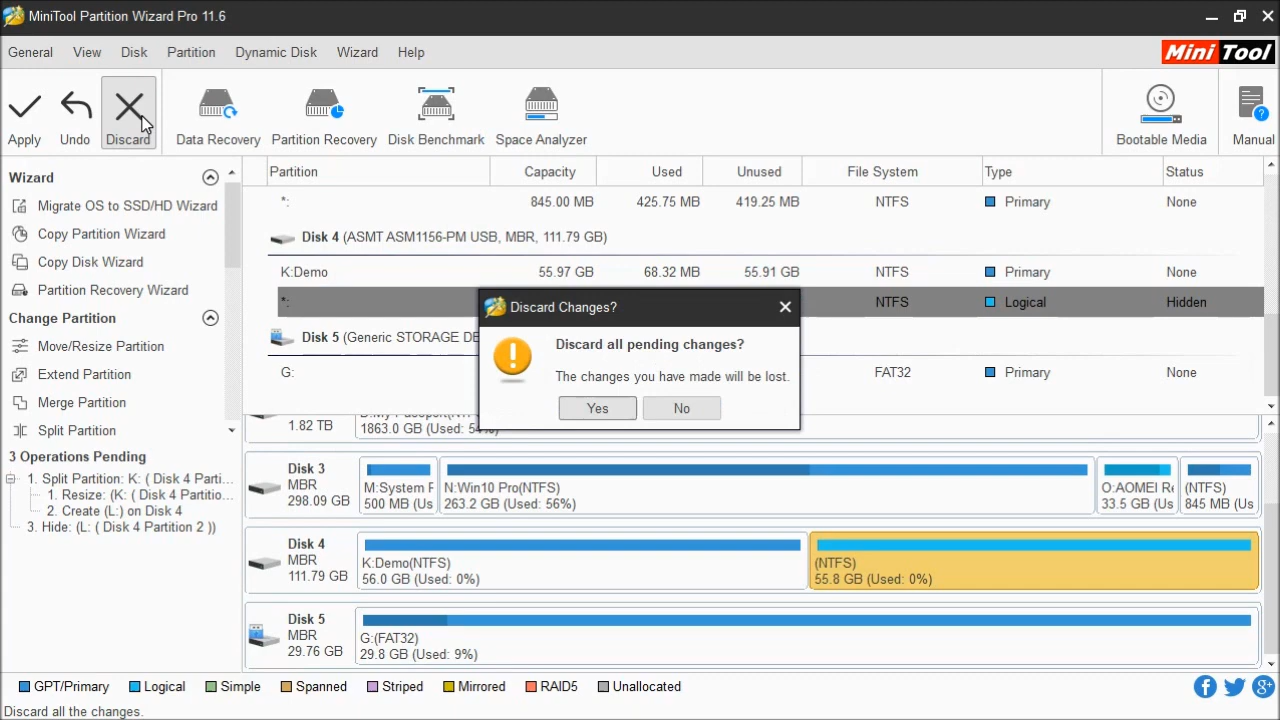 MiniTool Partition Wizard Pro 11.6
General View Disk Partition Dynamic Disk Wizard Help
Mini Tool
Apply Undo Discard Data Recovery Partition Recovery Disk Benchmark Space Analyzer Bootable Media Manual
Wizard
Migrate OS to SSD/HD Wizard
Copy Partition Wizard
Copy Disk Wizard
Partition Recovery Wizard
Change Partition
Move/Resize Partition
Extend Partition
Merge Partition
Split Partition
3 Operations Pending
1. Split Partition: K: ( Disk 4 Parti...
1. Resize: (K: ( Disk 4 Partitio...
2. Create (L:) on Disk 4
3. Hide: (L: ( Disk 4 Partition 2 ))
Partition Capacity Used Unused File System Type Status
*: 845.00 MB 425.75 MB 419.25 MB NTFS Primary None
Disk 4 (ASMT ASM1156-PM USB, MBR, 111.79 GB)
K:Demo 55.97 GB 68.32 MB 55.91 GB NTFS Primary None
*: NTFS Logical Hidden
Disk 5 (Generic STORAGE DE
G: FAT32 Primary None
Discard Changes?
Discard all pending changes?
The changes you have made will be lost.
Yes No
1.82 TB
1863.0 GB (Used: 54%)
Disk 3
MBR
298.09 GB
M:System F
500 MB (Us
N:Win10 Pro(NTFS)
263.2 GB (Used: 56%)
O:AOMEI Re
33.5 GB (Us
(NTFS)
845 MB (Us
Disk 4
MBR
111.79 GB
K:Demo(NTFS)
56.0 GB (Used: 0%)
(NTFS)
55.8 GB (Used: 0%)
Disk 5
MBR
29.76 GB
G:(FAT32)
29.8 GB (Used: 9%)
GPT/Primary Logical Simple Spanned Striped Mirrored RAID5 Unallocated
Discard all the changes.